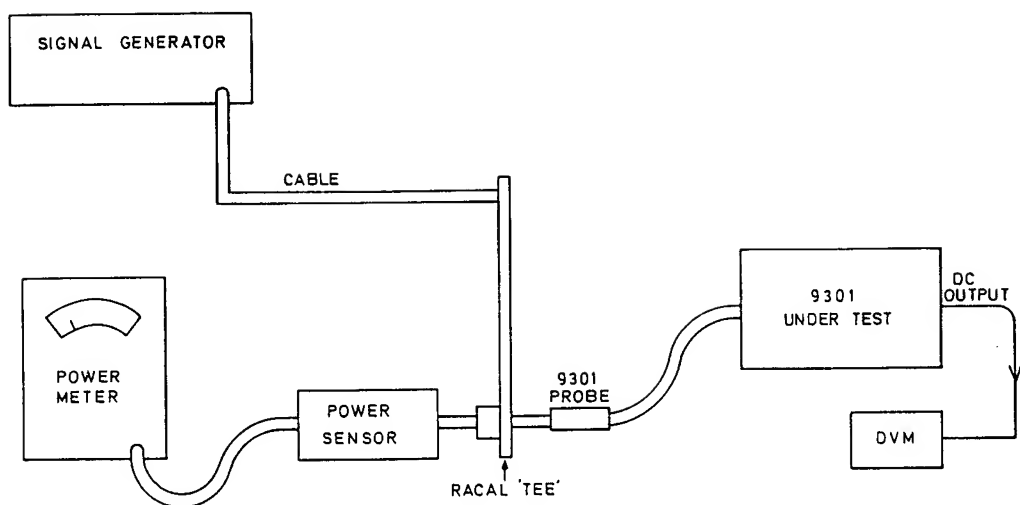 SIGNAL GENERATOR
CABLE
POWER
METER
POWER
SENSOR
RACAL 'TEE'
9301
PROBE
9301
UNDER TEST
DC
OUTPUT
DVM